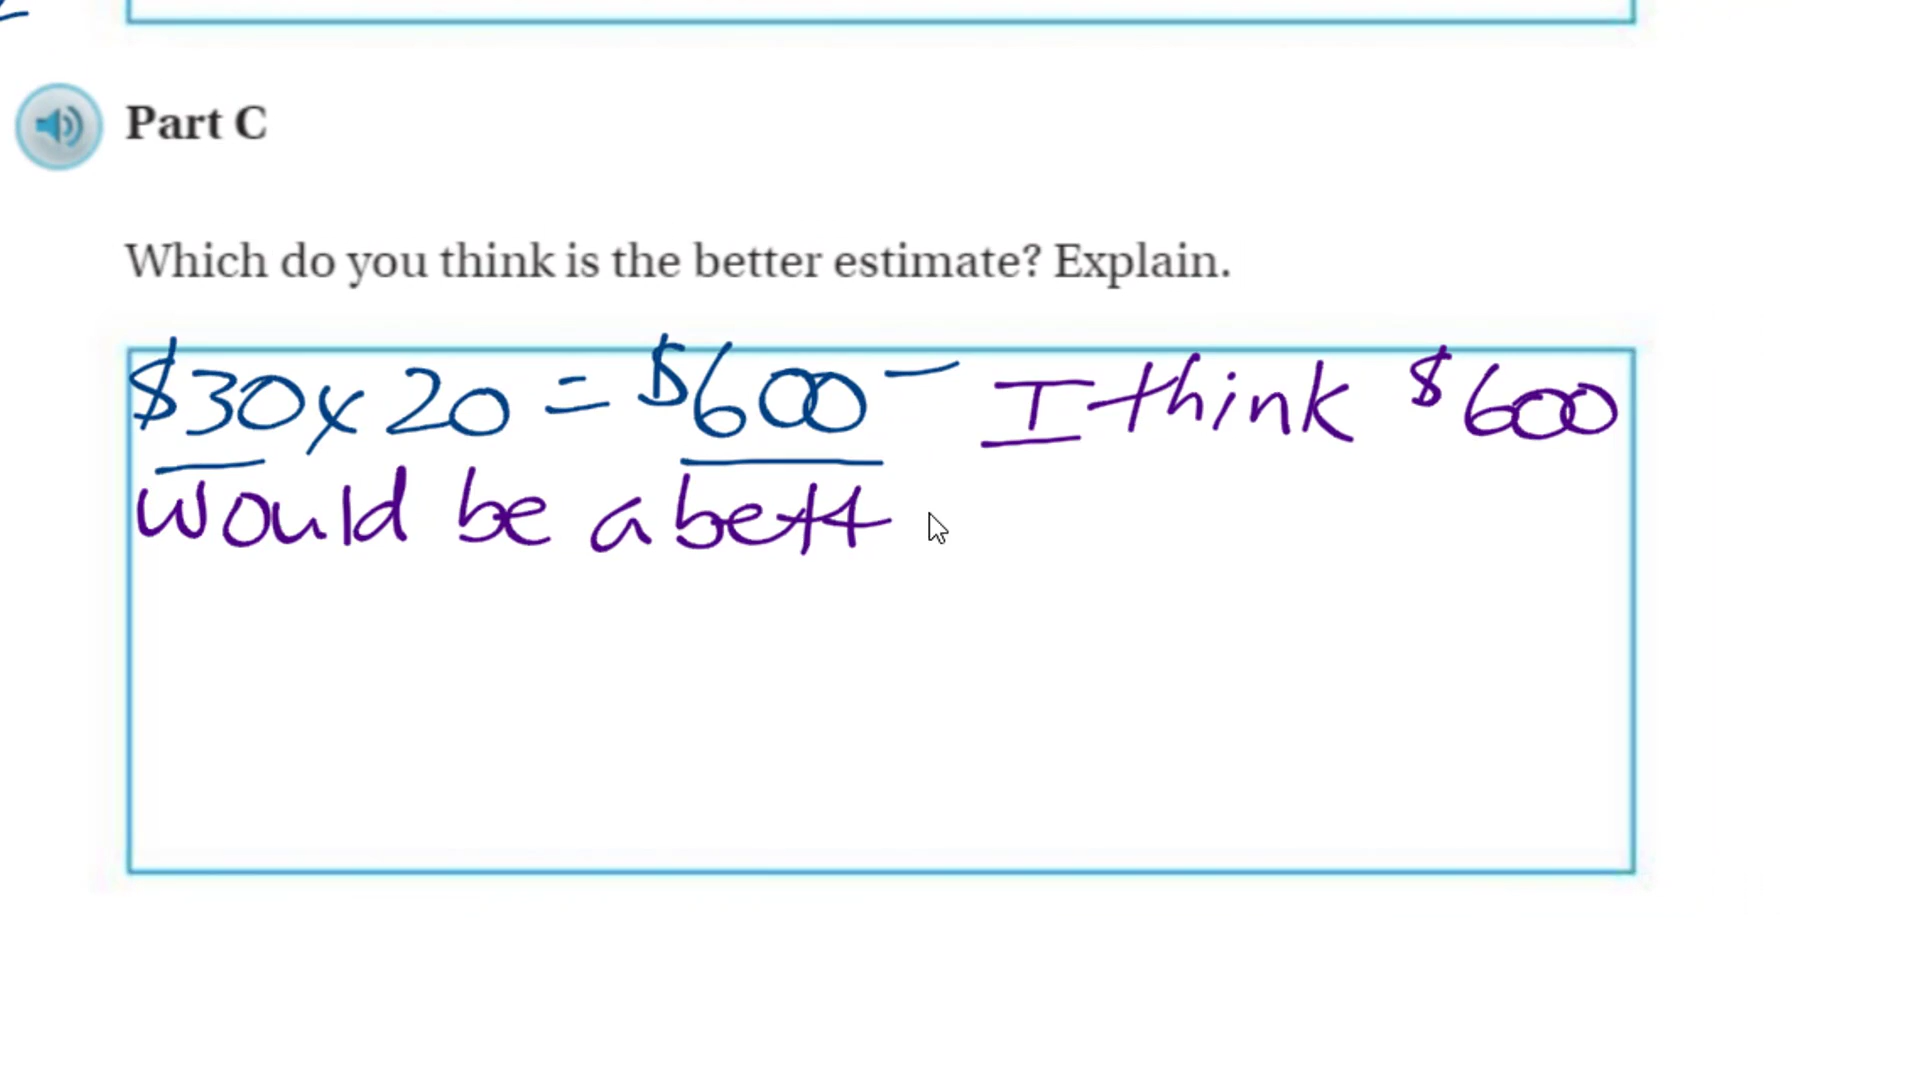 Part C
Which do you think is the better estimate? Explain.
$30 x 20 = $600 - I think $600
would be a bett